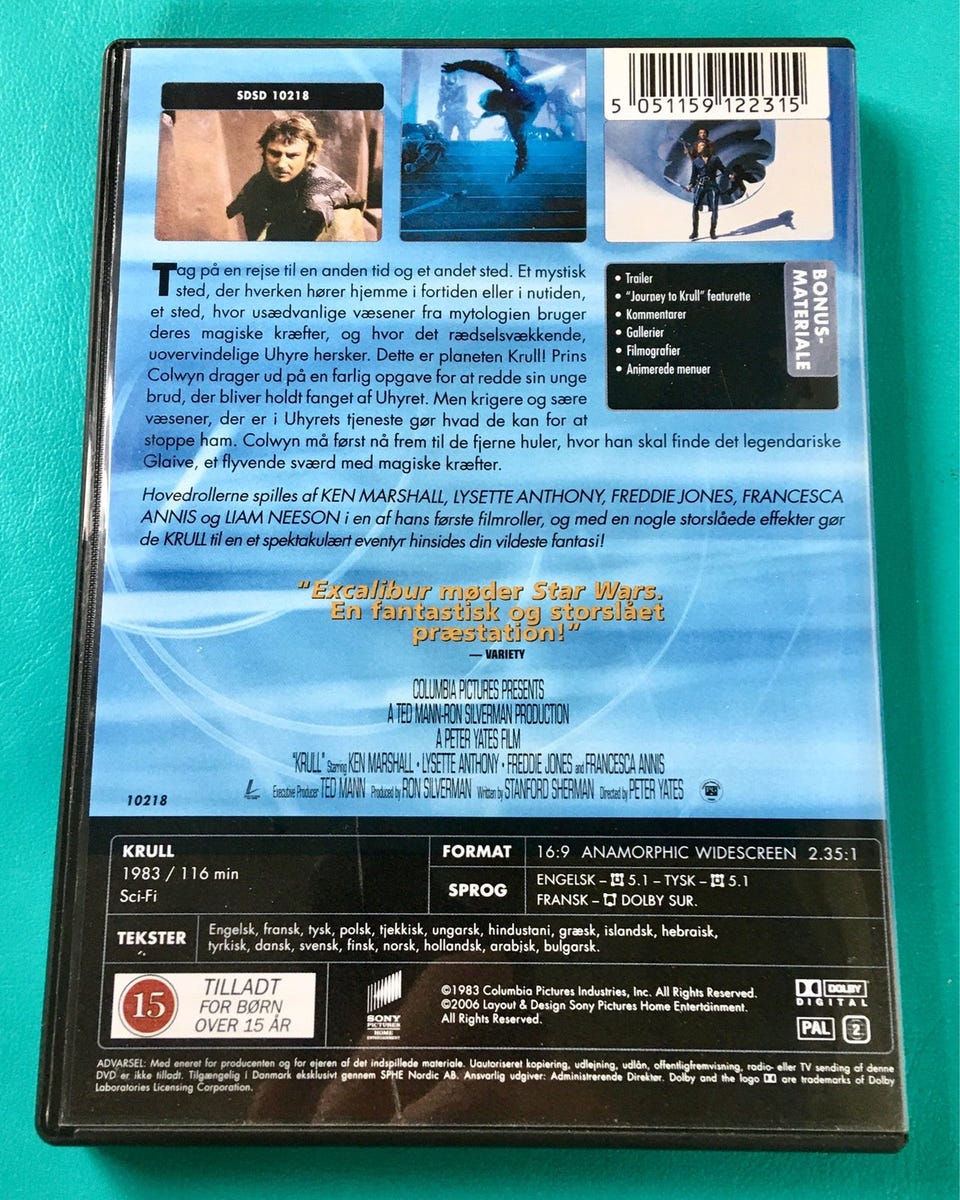 SDSD 10218
5 051159 122315
Tag på en rejse til en anden tid og et andet sted. Et mystisk
sted, der hverken hører hjemme i fortiden eller i nutiden,
et sted, hvor usædvanlige væsener fra mytologien bruger
deres magiske kræfter, og hvor det rædselsvækkende,
uovervindelige Uhyre hersker. Dette er planeten Krull! Prins
Colwyn drager ud på en farlig opgave for at redde sin unge
brud, der bliver holdt fanget af Uhyret. Men krigere og sære
væsener, der er i Uhyrets tjeneste gør hvad de kan for at
stoppe ham. Colwyn må først nå frem til de fjerne huler, hvor han skal finde det legendariske
Glaive, et flyvende sværd med magiske kræfter.
BONUS-
MATERIALE
• Trailer
• "Journey to Krull" featurette
• Kommentarer
• Gallerier
• Filmografier
• Animerede menuer
Hovedrollerne spilles af KEN MARSHALL, LYSETTE ANTHONY, FREDDIE JONES, FRANCESCA
ANNIS og LIAM NEESON i en af hans første filmroller, og med en nogle storslåede effekter gør
de KRULL til en et spektakulært eventyr hinsides din vildeste fantasi!
"Excalibur møder Star Wars.
En fantastisk og storslået
præstation!"
— VARIETY
COLUMBIA PICTURES PRESENTS
A TED MANN-RON SILVERMAN PRODUCTION
A PETER YATES FILM
"KRULL" Starring KEN MARSHALL • LYSETTE ANTHONY • FREDDIE JONES and FRANCESCA ANNIS
Executive Producer TED MANN Produced by RON SILVERMAN Written by STANFORD SHERMAN Directed by PETER YATES
10218
KRULL
1983 / 116 min
Sci-Fi
FORMAT 16:9 ANAMORPHIC WIDESCREEN 2.35:1
SPROG ENGELSK – 5.1 – TYSK – 5.1
FRANSK – DOLBY SUR.
TEKSTER Engelsk, fransk, tysk, polsk, tjekkisk, ungarsk, hindustani, græsk, islandsk, hebraisk,
tyrkisk, dansk, svensk, finsk, norsk, hollandsk, arabisk, bulgarsk.
15
TILLADT
FOR BØRN
OVER 15 ÅR
SONY
PICTURES
HOME
ENTERTAINMENT
©1983 Columbia Pictures Industries, Inc. All Rights Reserved.
©2006 Layout & Design Sony Pictures Home Entertainment.
All Rights Reserved.
DOLBY
DIGITAL
PAL 2
ADVARSEL: Med eneret for producenten og for ejeren af det indspillede materiale. Uautoriseret kopiering, udlejning, udlån, offentligfremvisning, radio- eller TV sending af denne
DVD er ikke tilladt. Tilgængelig i Danmark eksklusivt gennem SPHE Nordic AB. Ansvarlig udgiver: Administrerende Direktør. Dolby and the logo are trademarks of Dolby
Laboratories Licensing Corporation.